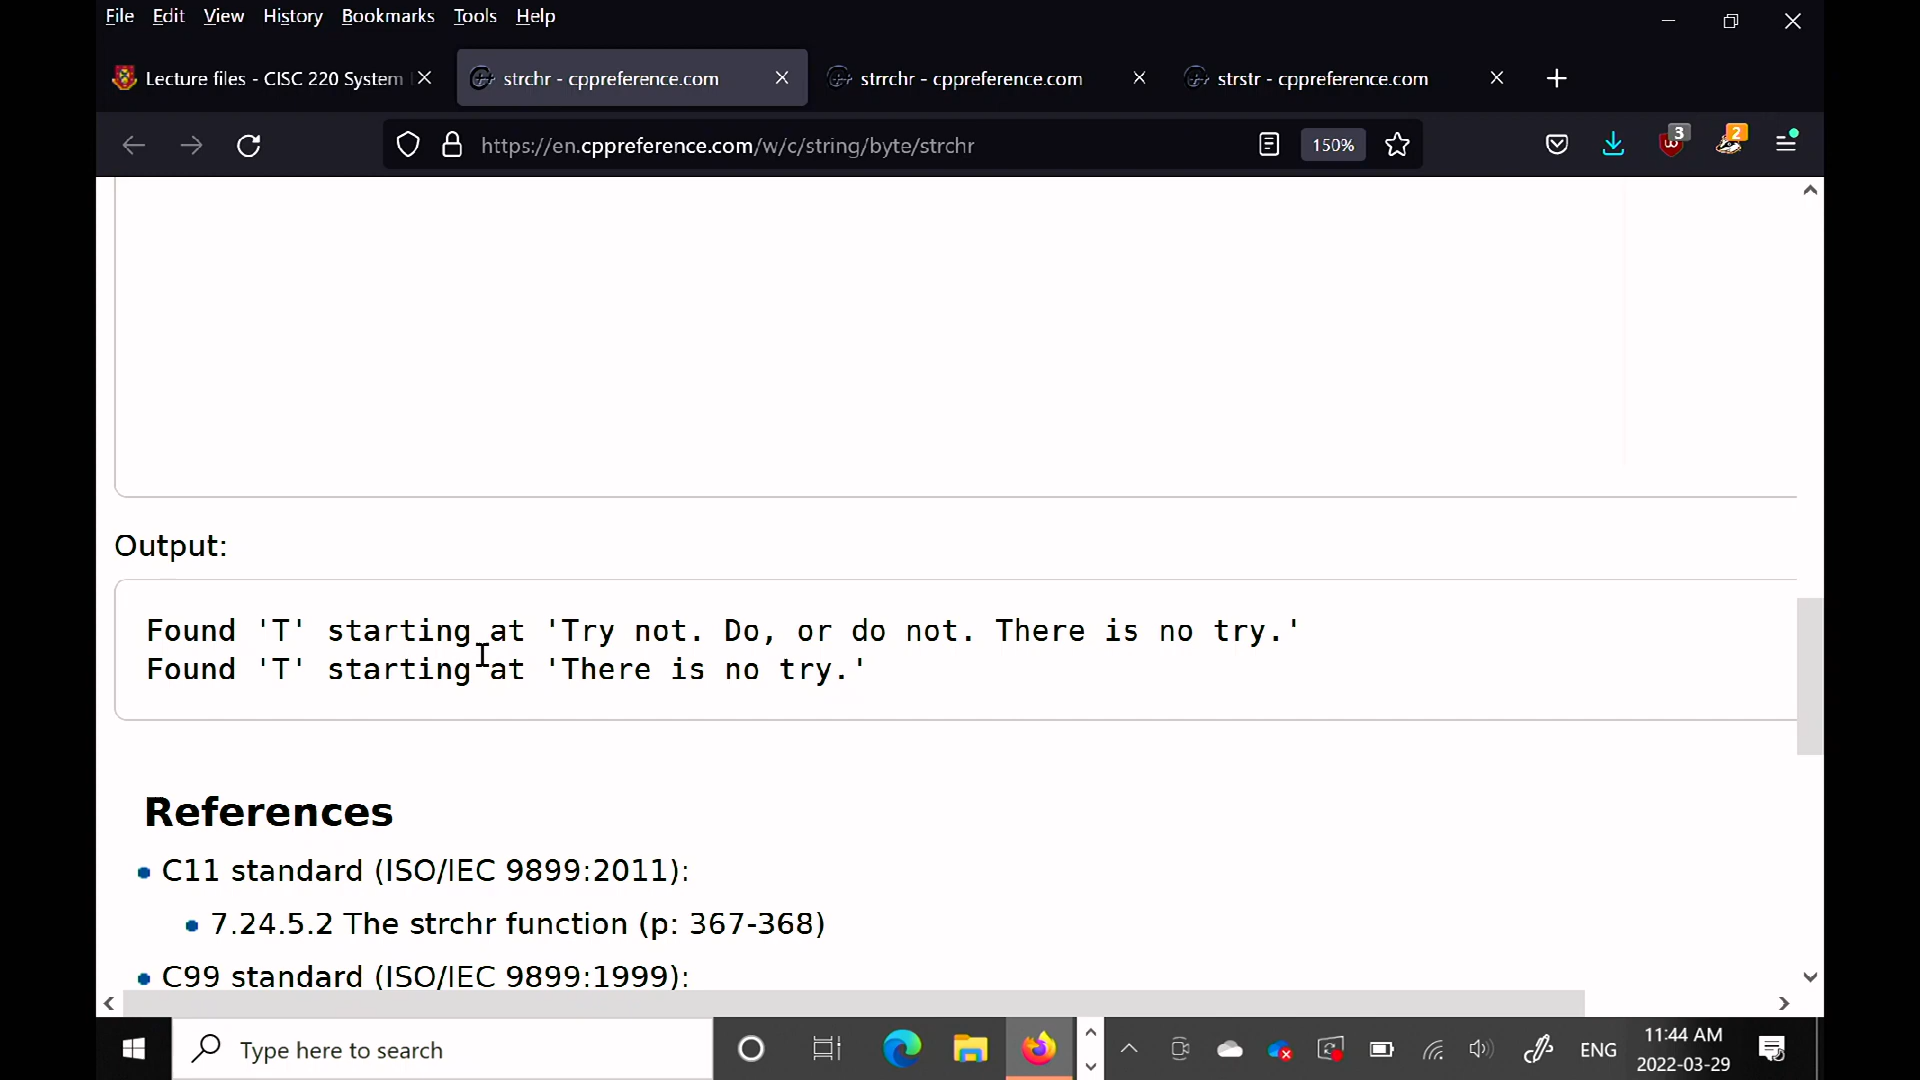 File Edit View History Bookmarks Tools Help
Lecture files - CISC 220 System
strchr - cppreference.com
strrchr - cppreference.com
strstr - cppreference.com
https://en.cppreference.com/w/c/string/byte/strchr
150%
3
2
Output:
Found 'T' starting at 'Try not. Do, or do not. There is no try.'
Found 'T' starting at 'There is no try.'
References
C11 standard (ISO/IEC 9899:2011):
7.24.5.2 The strchr function (p: 367-368)
C99 standard (ISO/IEC 9899:1999):
Type here to search
ENG
11:44 AM
2022-03-29